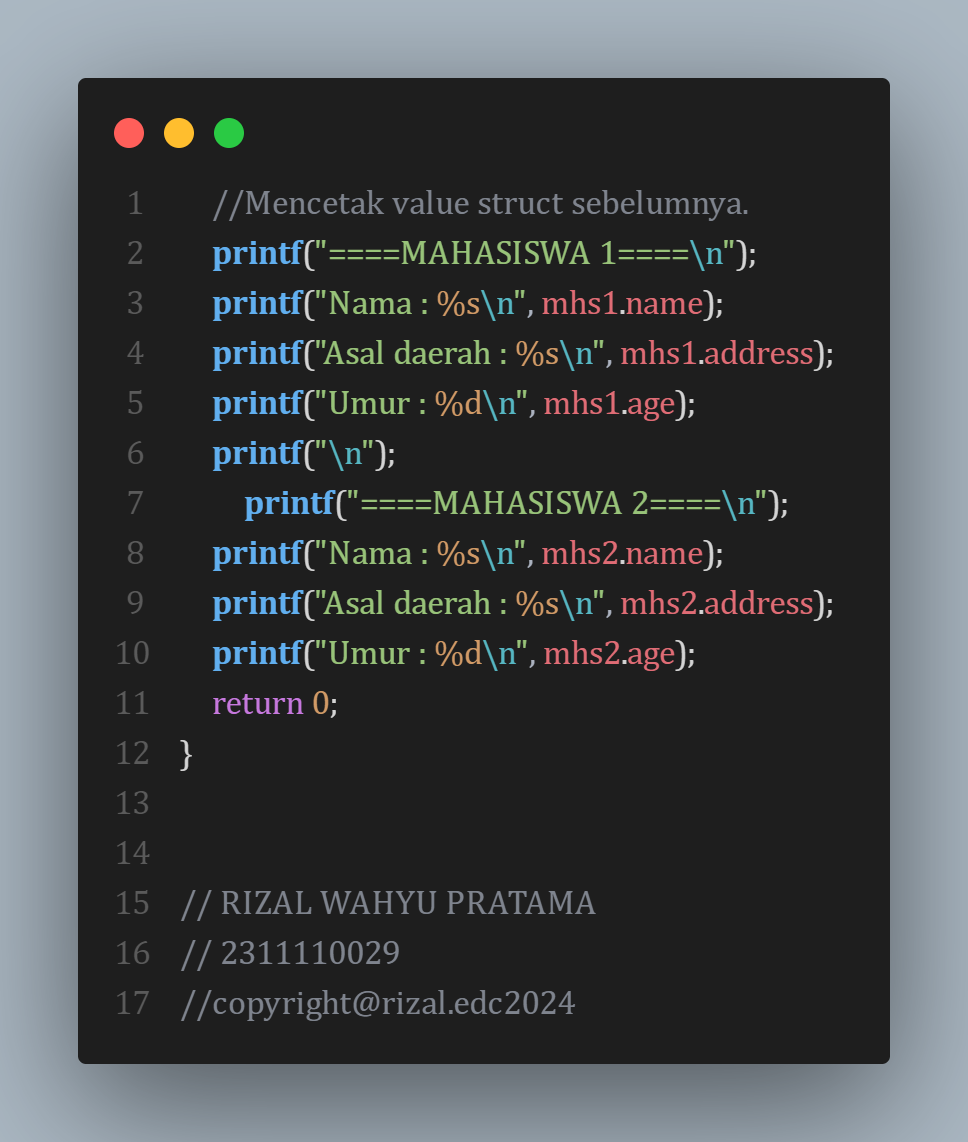 1 //Mencetak value struct sebelumnya.
2 printf("====MAHASISWA 1====\n");
3 printf("Nama : %s\n", mhs1.name);
4 printf("Asal daerah : %s\n", mhs1.address);
5 printf("Umur : %d\n", mhs1.age);
6 printf("\n");
7 printf("====MAHASISWA 2====\n");
8 printf("Nama : %s\n", mhs2.name);
9 printf("Asal daerah : %s\n", mhs2.address);
10 printf("Umur : %d\n", mhs2.age);
11 return 0;
12 }
13
14
15 // RIZAL WAHYU PRATAMA
16 // 2311110029
17 //copyright@rizal.edc2024